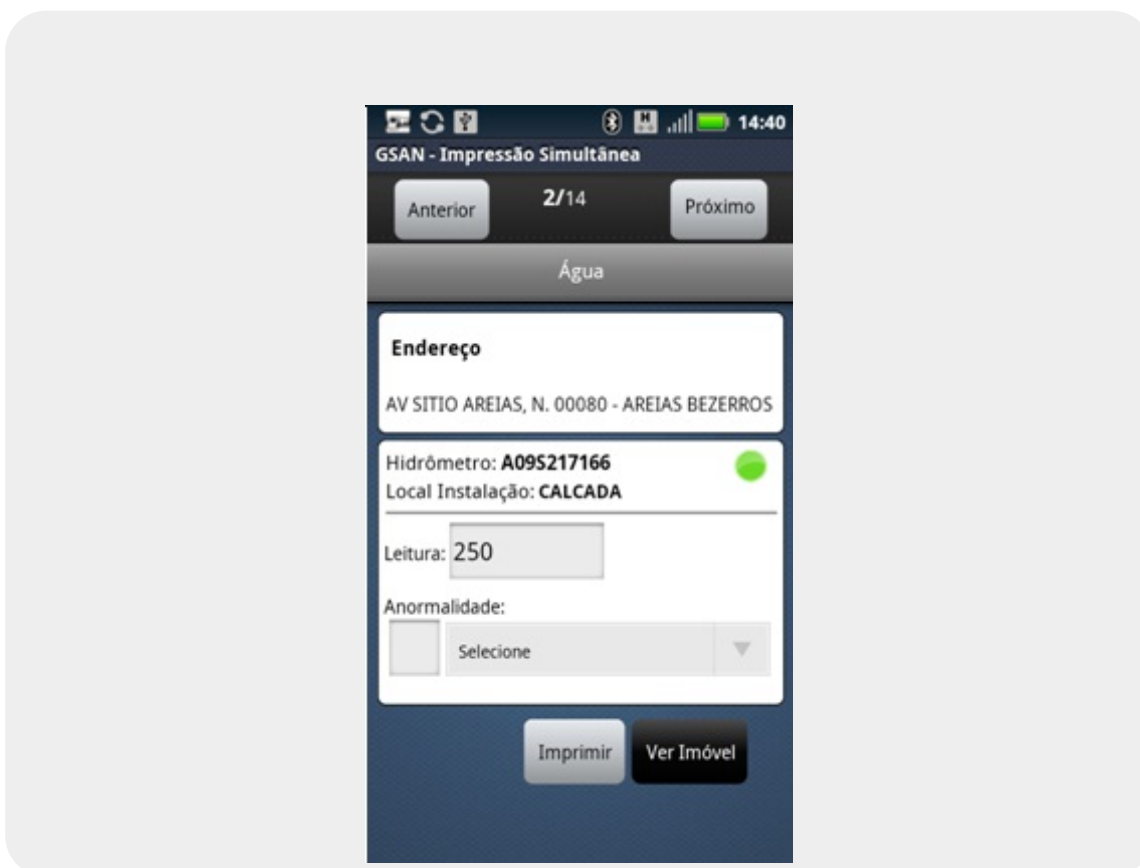 14:40
GSAN - Impressão Simultânea
Anterior 2/14 Próximo
Água
Endereço
AV SITIO AREIAS, N. 00080 - AREIAS BEZERROS
Hidrômetro: A09S217166
Local Instalação: CALCADA
Leitura: 250
Anormalidade:
Selecione
Imprimir Ver Imóvel